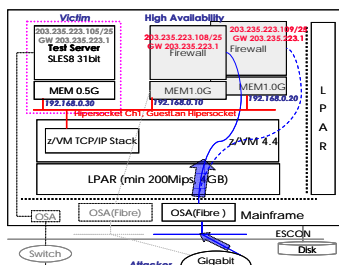 Victim
High Availability
203.235.223.105/25
GW 203.235.223.1
Test Server
SLES8 31bit
203.235.223.108/25
GW 203.235.223.1
Firewall
203.235.223.109/25
GW 203.235.223.1
Firewall
MEM 0.5G
MEM1.0G
MEM1.0G
192.168.0.30
192.168.0.10
192.168.0.20
Hipersocket Ch1, GuestLan Hipersocket
z/VM TCP/IP Stack
z/VM 4.4
LPAR (min 200Mips, 4GB)
LPAR
OSA
OSA(Fibre)
OSA(Fibre)
Mainframe
ESCON
Switch
Disk
Attacker
Gigabit